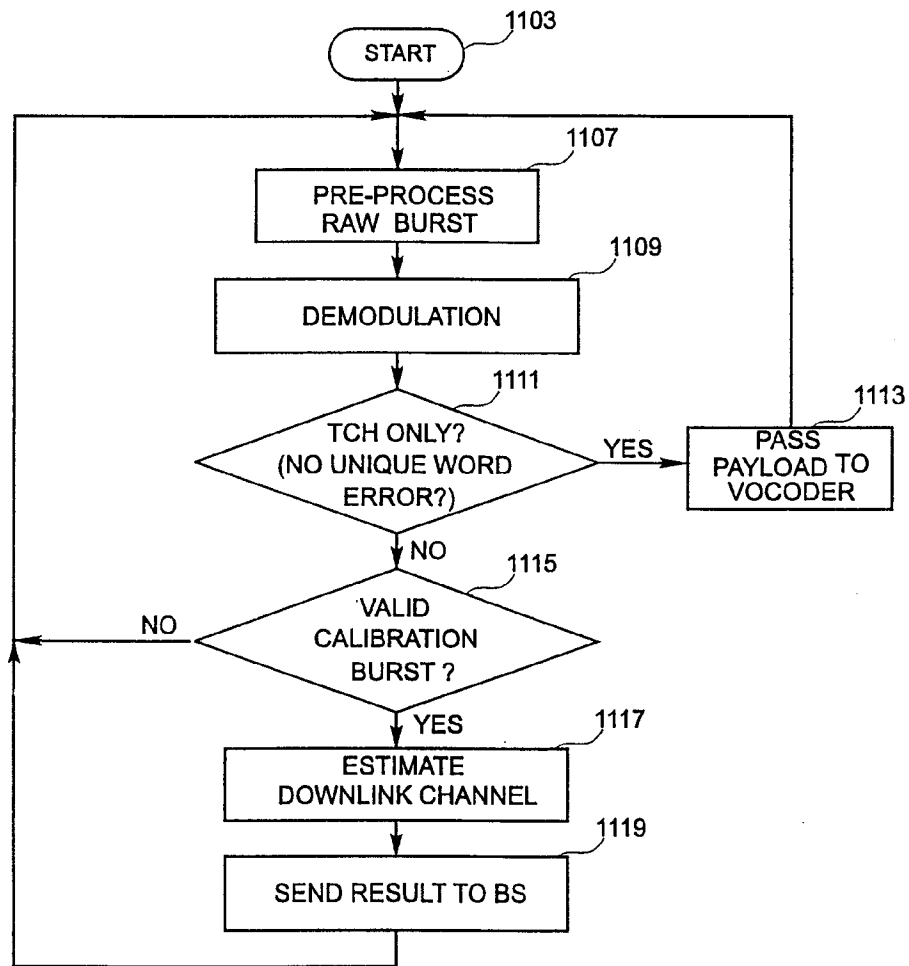 1103
START
1107
PRE-PROCESS
RAW BURST
1109
DEMODULATION
1111
TCH ONLY?
(NO UNIQUE WORD
ERROR?)
YES
1113
PASS
PAYLOAD TO
VOCODER
NO
1115
VALID
CALIBRATION
BURST ?
NO
YES
1117
ESTIMATE
DOWNLINK CHANNEL
1119
SEND RESULT TO BS